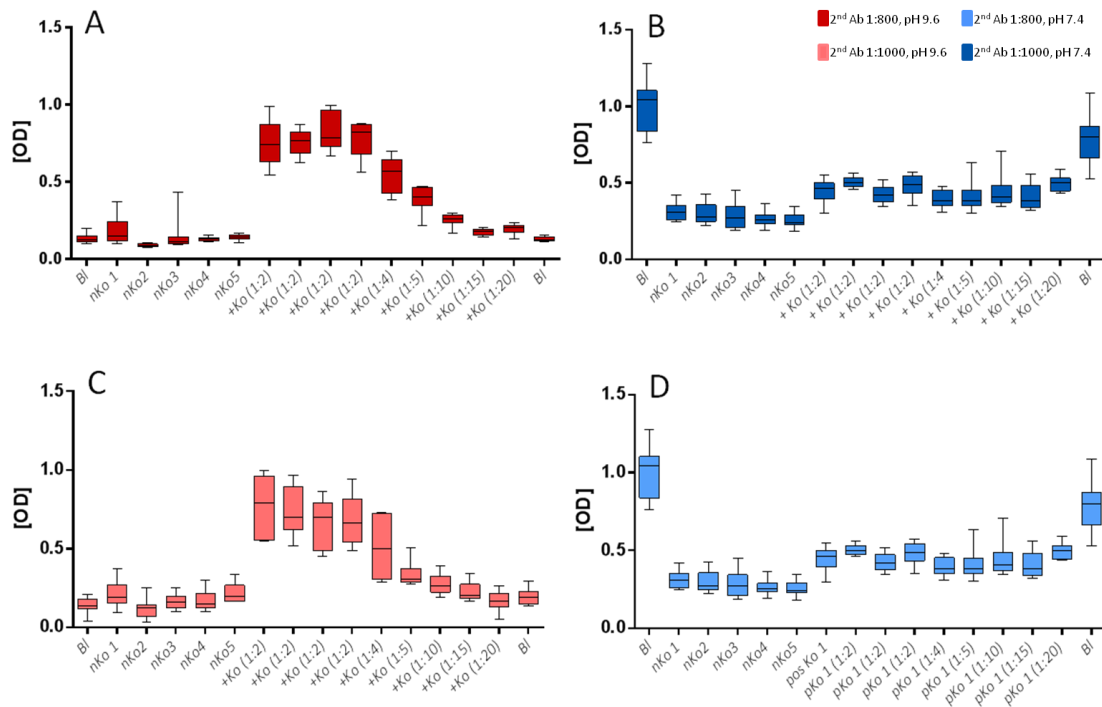 A
[OD]
1.5
1.0
0.5
0.0
Bl
nKo 1
nKo2
nKo3
nKo4
nKo5
+Ko (1:2)
+Ko (1:2)
+Ko (1:2)
+Ko (1:2)
+Ko (1:4)
+Ko (1:5)
+Ko (1:10)
+Ko (1:15)
+Ko (1:20)
Bl
B
2nd Ab 1:800, pH 9.6
2nd Ab 1:800, pH 7.4
2nd Ab 1:1000, pH 9.6
2nd Ab 1:1000, pH 7.4
[OD]
1.5
1.0
0.5
0.0
Bl
nKo 1
nKo2
nKo3
nKo4
nKo5
+ Ko (1:2)
+ Ko (1:2)
+ Ko (1:2)
+ Ko (1:2)
+ Ko (1:4)
+ Ko (1:5)
+ Ko (1:10)
+ Ko (1:15)
+ Ko (1:20)
Bl
C
[OD]
1.5
1.0
0.5
0.0
Bl
nKo 1
nKo2
nKo3
nKo4
nKo5
+Ko (1:2)
+Ko (1:2)
+Ko (1:2)
+Ko (1:2)
+Ko (1:4)
+Ko (1:5)
+Ko (1:10)
+Ko (1:15)
+Ko (1:20)
Bl
D
[OD]
1.5
1.0
0.5
0.0
Bl
nKo 1
nKo2
nKo3
nKo4
nKo5
pos Ko 1
pKo 1 (1:2)
pKo 1 (1:2)
pKo 1 (1:2)
pKo 1 (1:4)
pKo 1 (1:5)
pKo 1 (1:10)
pKo 1 (1:15)
pKo 1 (1:20)
Bl